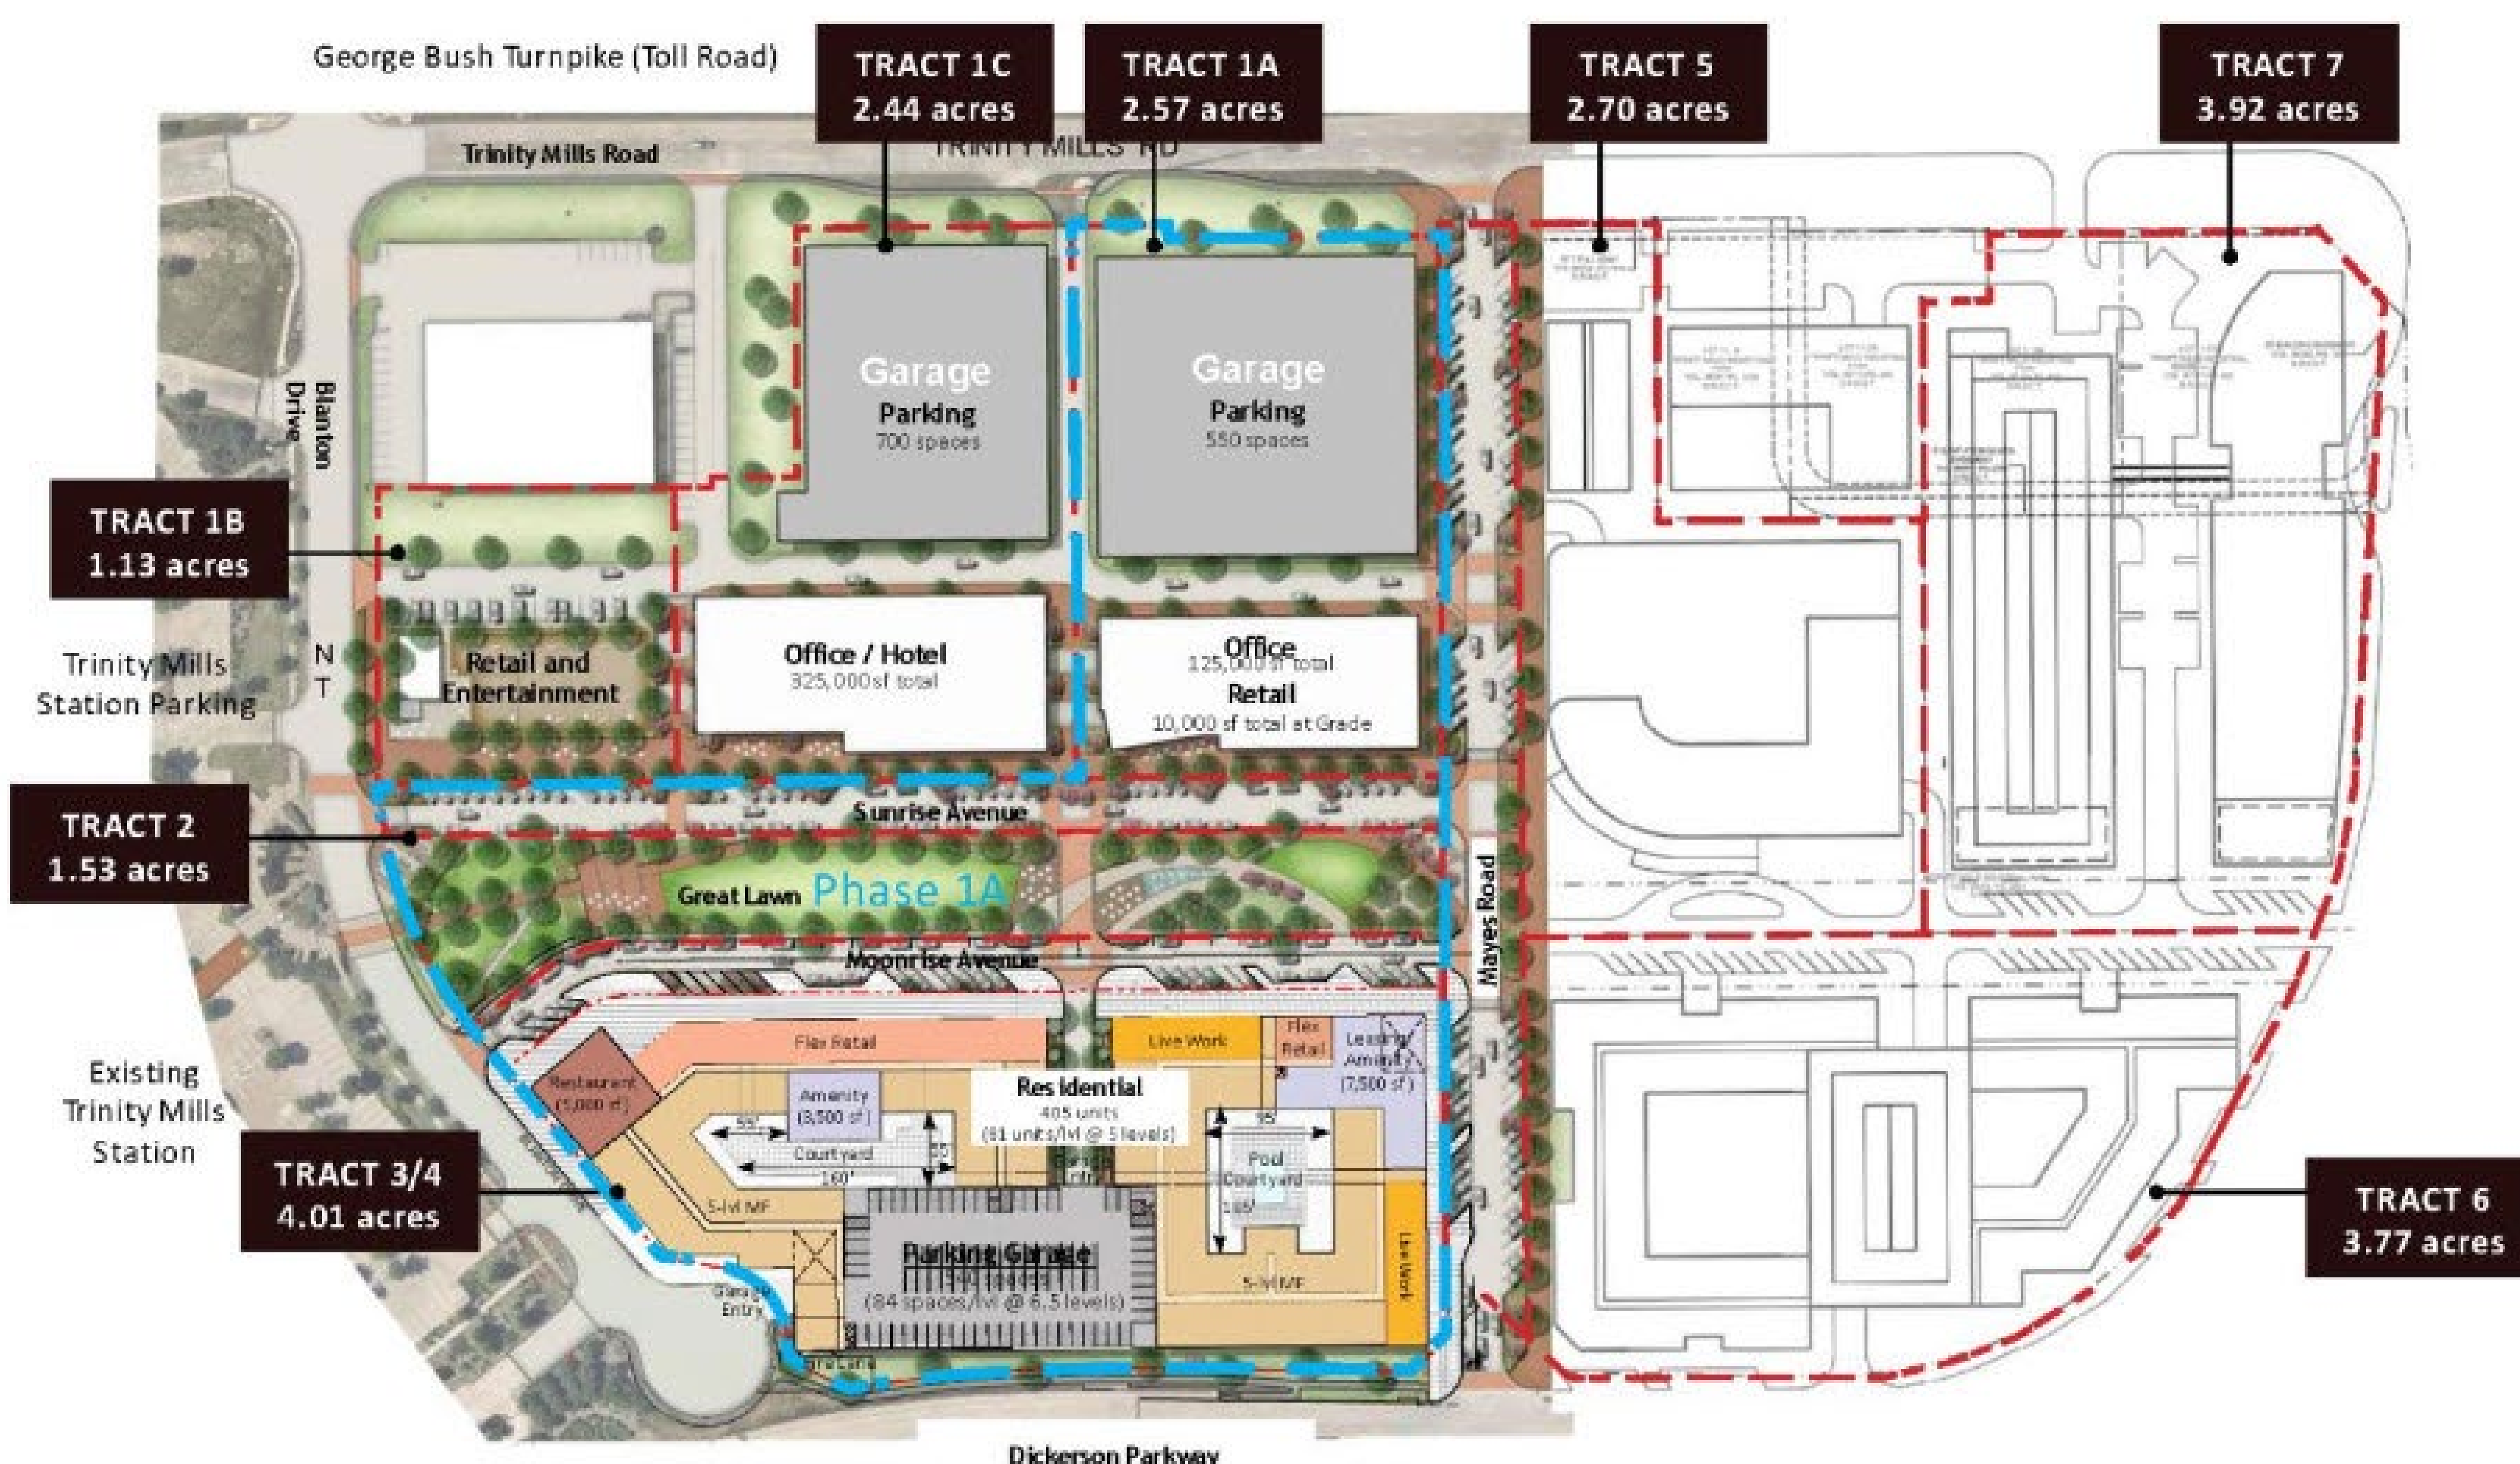 George Bush Turnpike (Toll Road)
TRACT 1C
2.44 acres
TRACT 1A
2.57 acres
TRACT 5
2.70 acres
TRACT 7
3.92 acres
Trinity Mills Road
TRINITY MILLS RD
Blanton
Drive
Garage
Parking
700 spaces
Garage
Parking
550 spaces
TRACT 1B
1.13 acres
Trinity Mills
Station Parking
N
T
Retail and
Entertainment
Office / Hotel
325,000 sf total
Office
125,000 sf total
Retail
10,000 sf total at Grade
TRACT 2
1.53 acres
Sunrise Avenue
Great Lawn
Phase 1A
Moonrise Avenue
Mayes Road
Existing
Trinity Mills
Station
TRACT 3/4
4.01 acres
Flex Retail
Live Work
Flex
Retail
Leasing/
Amenity
(7,500 sf)
Restaurant
(5,000 sf)
Amenity
(3,500 sf)
Residential
405 units
(81 units/lvl @ 5 levels)
55'
95'
Courtyard
160'
Pool
Courtyard
5-lvl MF
Parking Garage
(84 spaces/lvl @ 6.5 levels)
5-lvl MF
Live Work
Garage
Entry
TRACT 6
3.77 acres
Dickerson Parkway